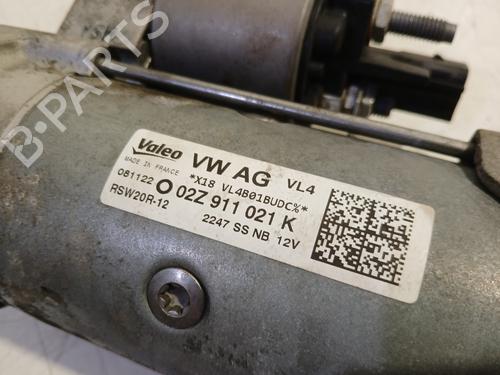 Valeo VW AG VL4
MADE IN FRANCE *X18 VL4B01BUDC%*
081122 O 02Z 911 021 K
RSW20R-12 2247 SS NB 12V
B-PARTS